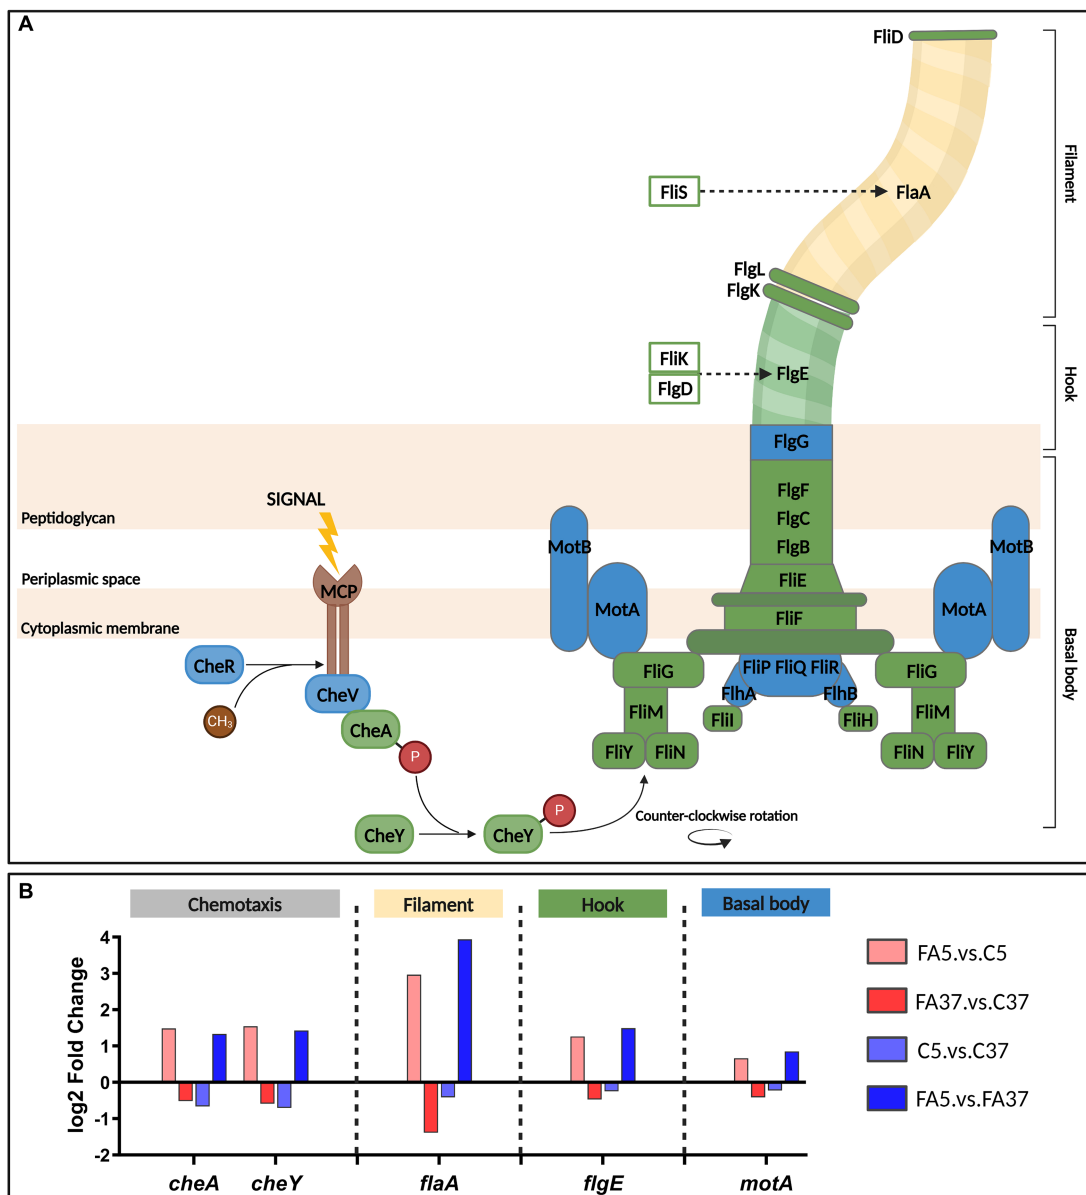 A
FliD
Filament
FliS
FlaA
FlgL
FlgK
FliK
FlgD
FlgE
Hook
FlgG
FlgF
FlgC
FlgB
FliE
FliF
SIGNAL
Peptidoglycan
Periplasmic space
Cytoplasmic membrane
MotB
MotA
MotA
MotB
Basal body
MCP
CheR
CH3
CheV
CheA
P
FliG
FliP FliQ FliR
FliG
FlhA
FlhB
FliM
FliI
FliH
FliM
FliY
FliN
FliN
FliY
CheY
CheY
P
Counter-clockwise rotation
B
Chemotaxis
Filament
Hook
Basal body
log2 Fold Change
4
3
2
1
0
-1
-2
cheA
cheY
flaA
flgE
motA
FA5.vs.C5
FA37.vs.C37
C5.vs.C37
FA5.vs.FA37